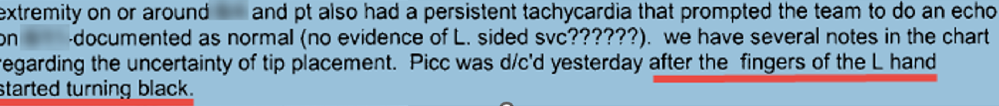 extremity on or around and pt also had a persistent tachycardia that prompted the team to do an echo
on -documented as normal (no evidence of L. sided svc??????). we have several notes in the chart
regarding the uncertainty of tip placement. Picc was d/c'd yesterday after the fingers of the L hand
started turning black.